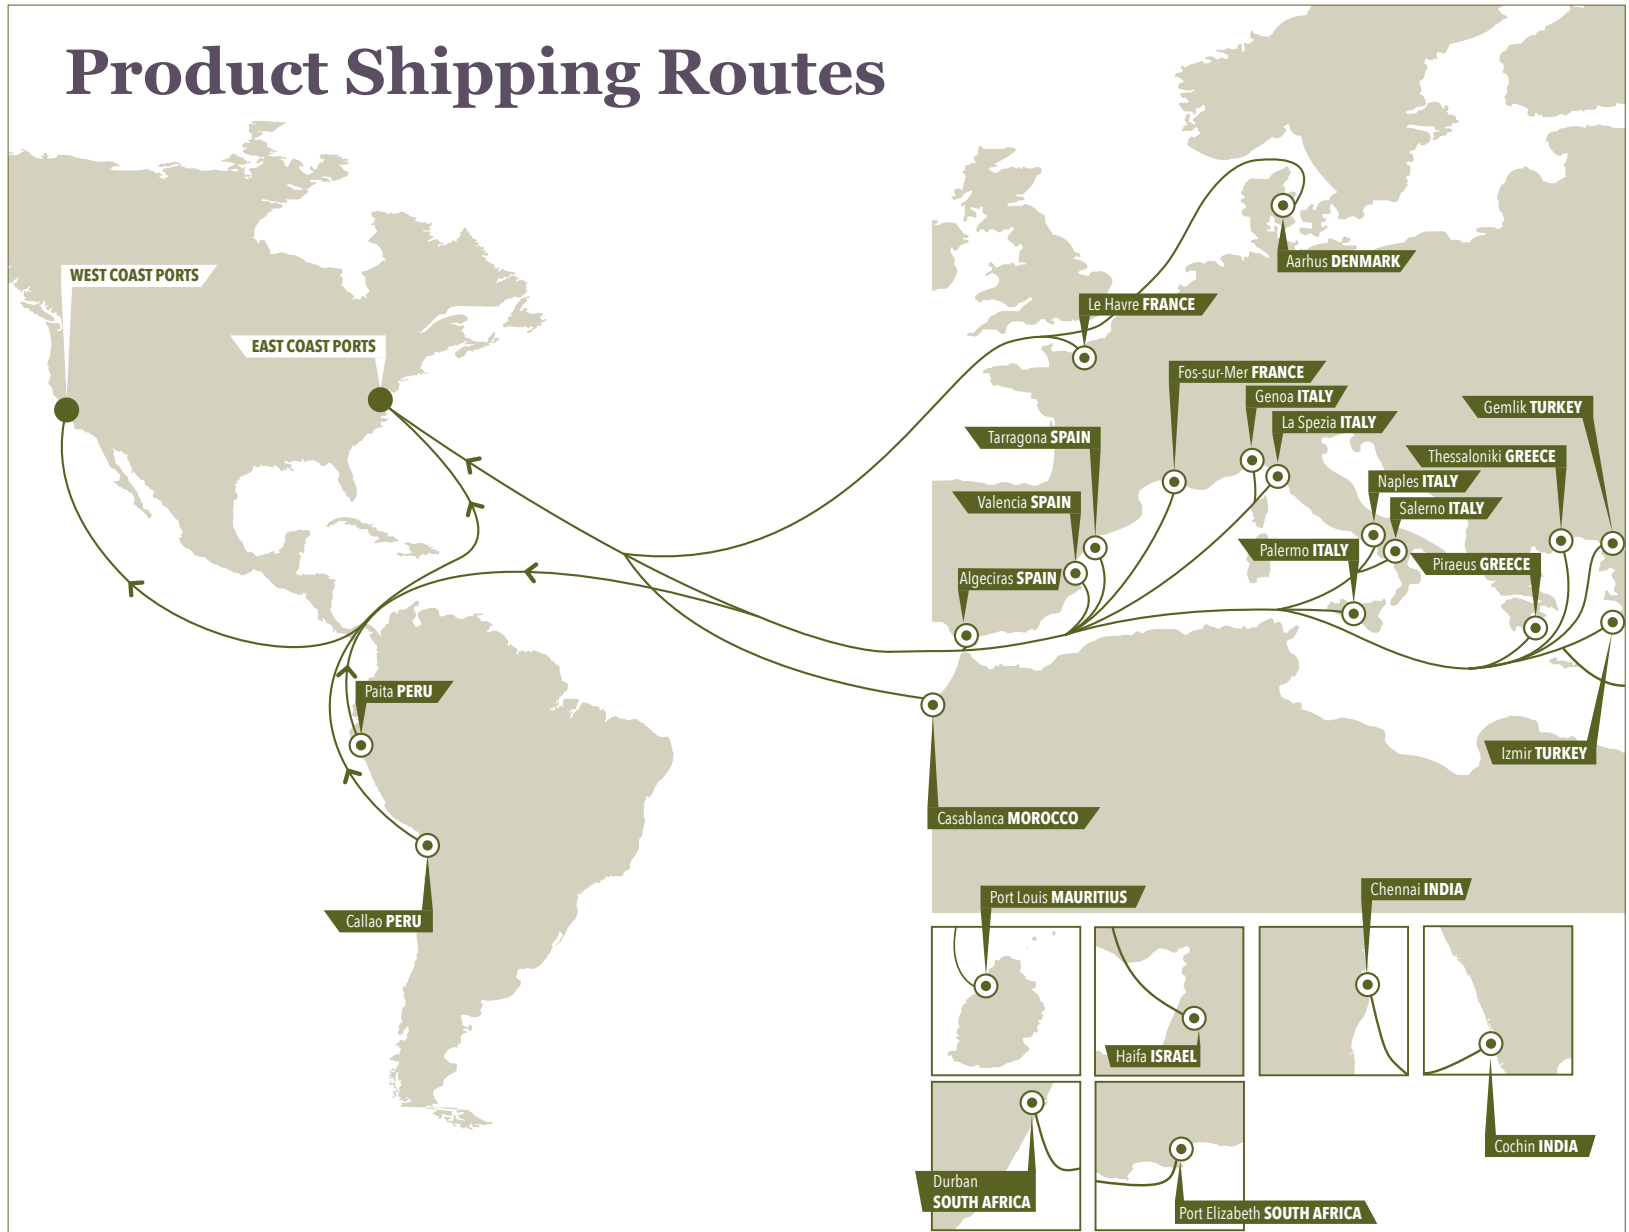 Product Shipping Routes
WEST COAST PORTS
EAST COAST PORTS
Aarhus DENMARK
Le Havre FRANCE
Fos-sur-Mer FRANCE
Genoa ITALY
La Spezia ITALY
Gemlik TURKEY
Tarragona SPAIN
Thessaloniki GREECE
Naples ITALY
Valencia SPAIN
Salerno ITALY
Palermo ITALY
Piraeus GREECE
Algeciras SPAIN
Paita PERU
Izmir TURKEY
Casablanca MOROCCO
Callao PERU
Port Louis MAURITIUS
Chennai INDIA
Haifa ISRAEL
Cochin INDIA
Durban
SOUTH AFRICA
Port Elizabeth SOUTH AFRICA